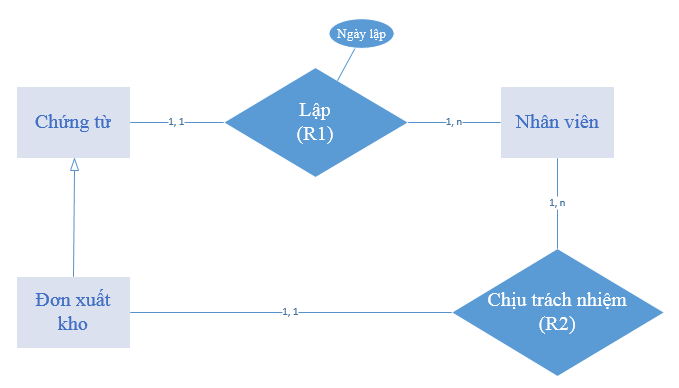 Ngày lập
Chứng từ
1, 1
Lập
(R1)
1, n
Nhân viên
1, n
Đơn xuất
kho
1, 1
Chịu trách nhiệm
(R2)